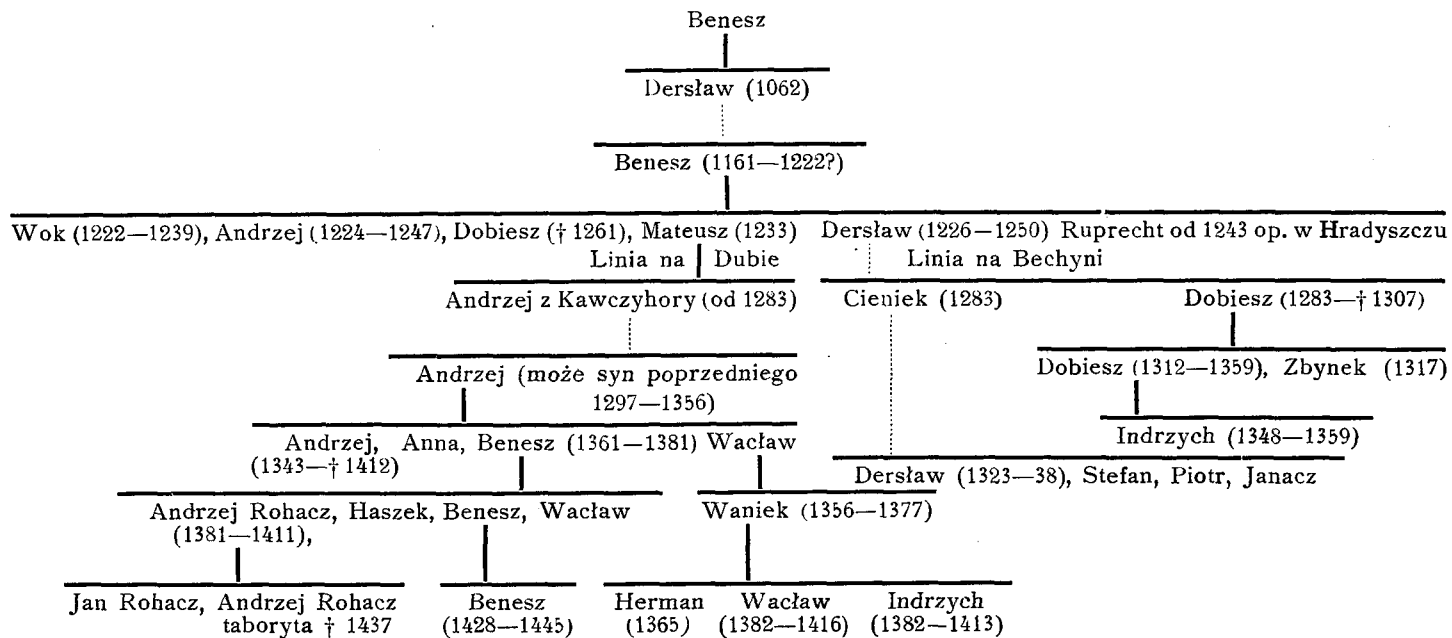 Benesz
Dersław (1062)
Benesz (1161—1222?)
Wok (1222—1239), Andrzej (1224—1247), Dobiesz († 1261), Mateusz (1233) Dersław (1226—1250) Ruprecht od 1243 op. w Hradyszczu
Linia na Dubie Linia na Bechyni
Andrzej z Kawczyhory (od 1283) Cieniek (1283) Dobiesz (1283—† 1307)
Andrzej (może syn poprzedniego Dobiesz (1312—1359), Zbynek (1317)
1297—1356)
Andrzej, Anna, Benesz (1361—1381) Wacław Indrzych (1348—1359)
(1343—† 1412) Dersław (1323—38), Stefan, Piotr, Janacz
Andrzej Rohacz, Haszek, Benesz, Wacław Waniek (1356—1377)
(1381—1411),
Jan Rohacz, Andrzej Rohacz Benesz Herman Wacław Indrzych
taboryta † 1437 (1428—1445) (1365) (1382—1416) (1382—1413)